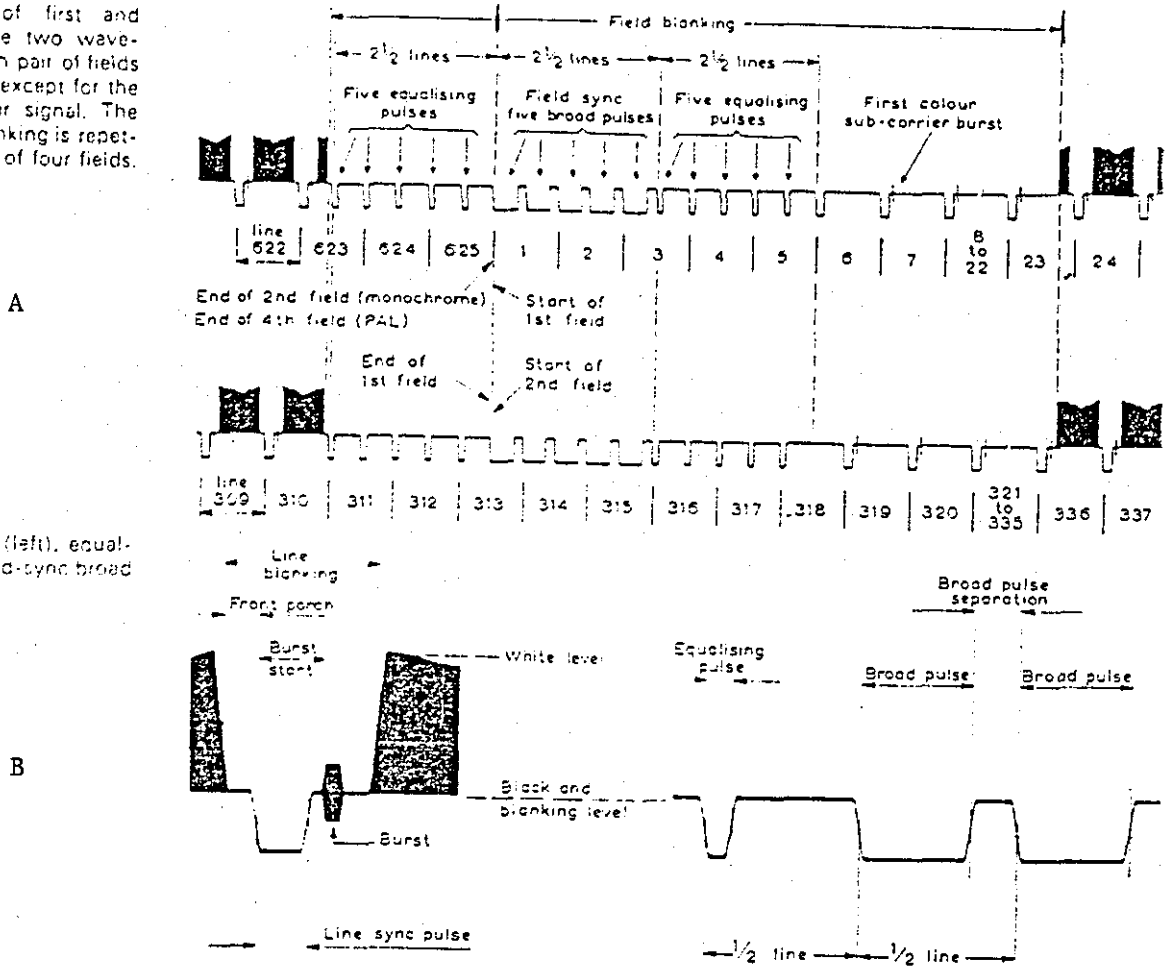 of first and
two wave-
pair of fields
except for the
signal. The
is repet-
of four fields.
Field blanking
2½ lines 2½ lines 2½ lines
Five equalising
pulses
Field sync
five broad pulses
Five equalising
pulses
First colour
sub-carrier burst
line
622 623 624 625 1 2 3 4 5 6 7 8
to
22 23 24
A
End of 2nd field (monochrome)
End of 4th field (PAL)
Start of
1st field
End of
1st field
Start of
2nd field
line
309 310 311 312 313 314 315 316 317 318 319 320 321
to
335 336 337
(left), equal-
broad
Line
blanking
Front porch
Burst
start
White level
Equalising
pulse
Broad pulse
separation
Broad pulse
Broad pulse
B
Black and
blanking level
Burst
Line sync pulse
½ line
½ line